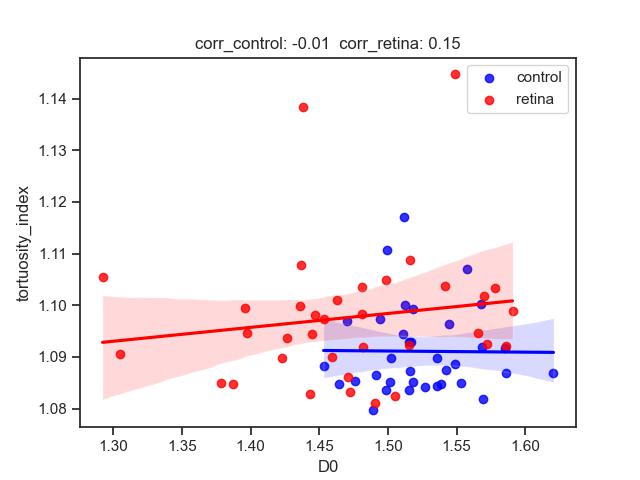 corr_control: -0.01  corr_retina: 0.15
control
retina
1.14
1.13
1.12
1.11
1.10
1.09
1.08
tortuosity_index
1.30 1.35 1.40 1.45 1.50 1.55 1.60
D0